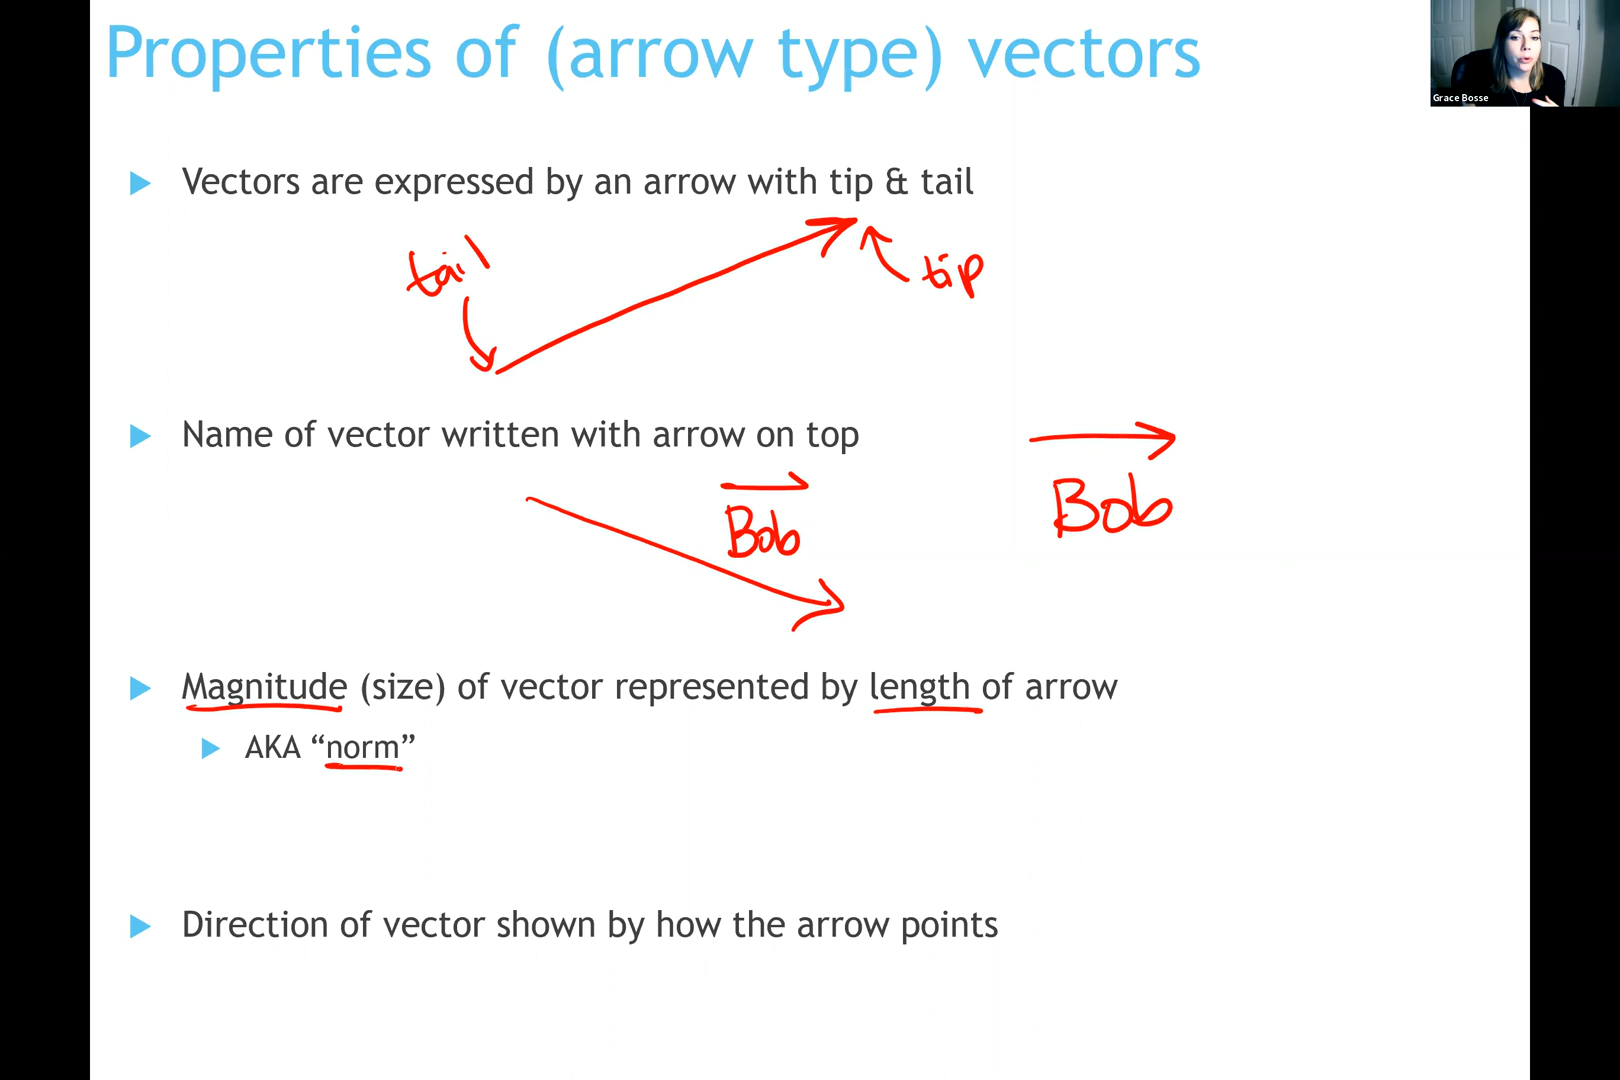 Properties of (arrow type) vectors
Grace Bosse
Vectors are expressed by an arrow with tip & tail
tail
tip
Name of vector written with arrow on top
Bob
Bob
Magnitude (size) of vector represented by length of arrow
AKA “norm”
Direction of vector shown by how the arrow points